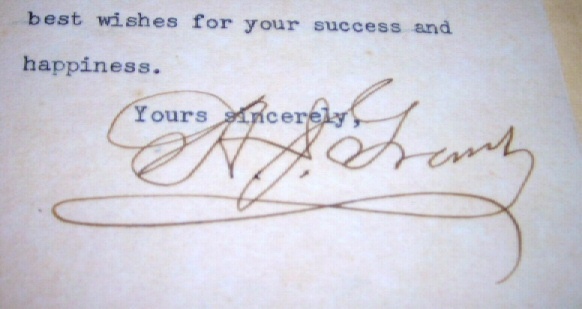 best wishes for your success and
happiness.
Yours sincerely,
H. J. Grant